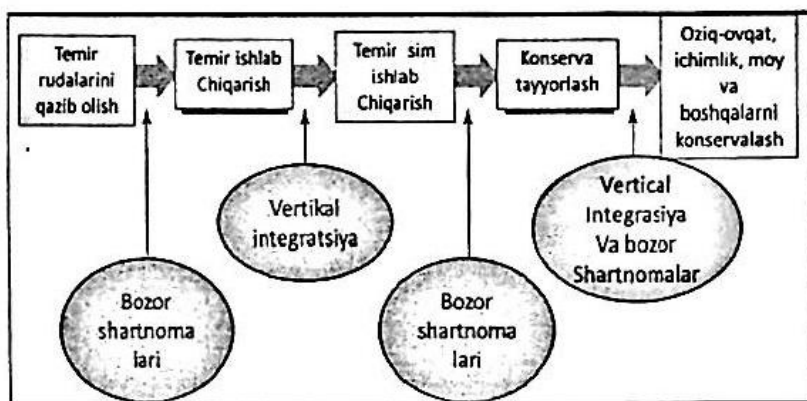 Temir
rudalarini
qazib olish
Temir ishlab
Chiqarish
Temir sim
ishlab
Chiqarish
Konserva
tayyorlash
Oziq-ovqat,
ichimlik, moy
va
boshqalarni
konservalash
Bozor
shartnoma
lari
Vertikal
integratsiya
Bozor
shartnoma
lari
Vertical
Integrasiya
Va bozor
Shartnomalar